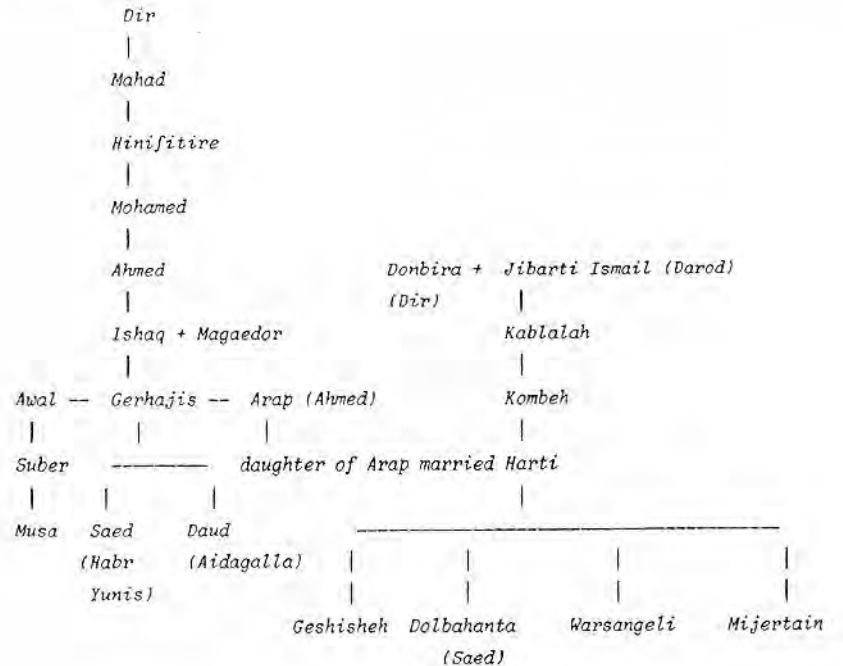 Dir
Mahad
Hinifitire
Mohamed
Ahmed Donbira + Jibarti Ismail (Darod)
(Dir)
Ishaq + Magaedor Kablalah
Awal -- Gerhajis -- Arap (Ahmed) Kombeh
Suber daughter of Arap married Harti
Musa Saed Daud
(Habr (Aidagalla)
Yunis)
Geshisheh Dolbahanta Warsangeli Mijertain
(Saed)